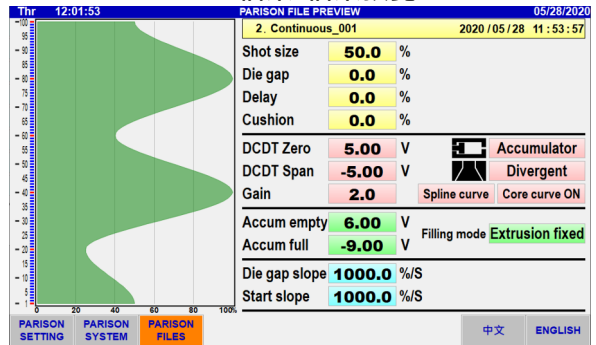 Thr 12:01:53 PARISON FILE PREVIEW 05/28/2020
2. Continuous_001 2020/05/28 11:53:57
Shot size 50.0 %
Die gap 0.0 %
Delay 0.0 %
Cushion 0.0 %
DCDT Zero 5.00 V Accumulator
DCDT Span -5.00 V Divergent
Gain 2.0 Spline curve Core curve ON
Accum empty 6.00 V
Filling mode Extrusion fixed
Accum full -9.00 V
Die gap slope 1000.0 %/S
Start slope 1000.0 %/S
100
95
90
85
80
75
70
65
60
55
50
45
40
35
30
25
20
15
10
5
1
0 20 40 60 80 100%
PARISON SETTING
PARISON SYSTEM
PARISON FILES
中文 ENGLISH